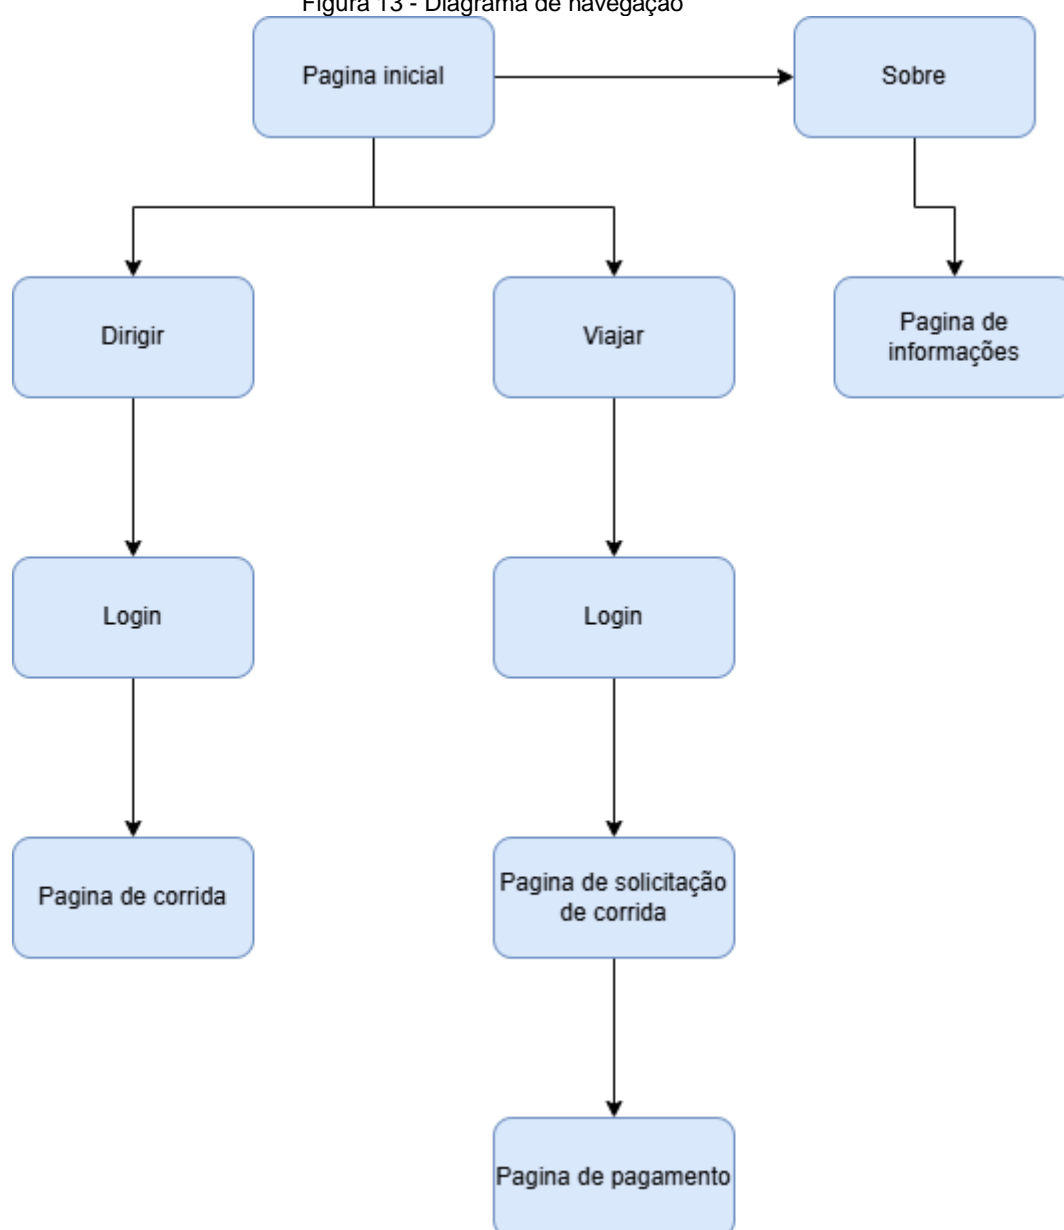 Figura 13 - Diagrama de navegação
Pagina inicial
Sobre
Dirigir
Viajar
Pagina de
informações
Login
Login
Pagina de corrida
Pagina de solicitação
de corrida
Pagina de pagamento